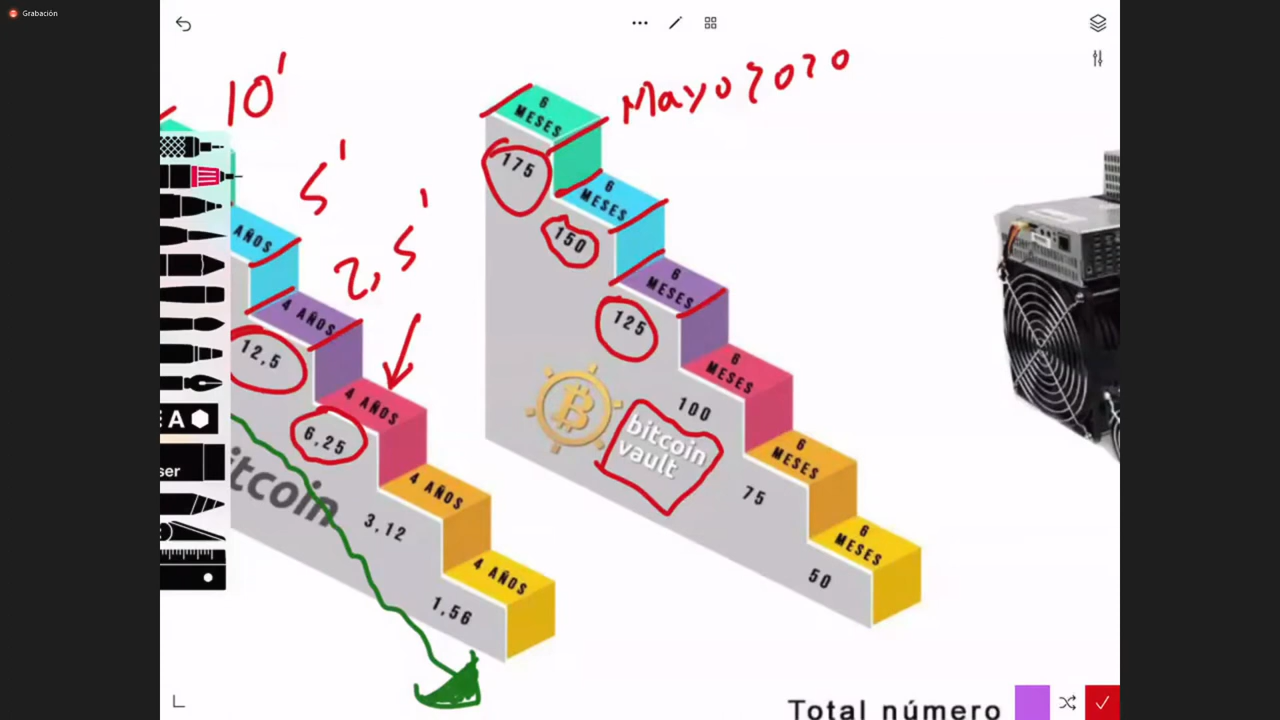 Grabación
10'
5'
2,5'
AÑOS
4 AÑOS
12,5
4 AÑOS
6,25
itcoin
4 AÑOS
3,12
4 AÑOS
1,56
Mayo 2020
6 MESES
175
6 MESES
150
6 MESES
125
6 MESES
100
bitcoin
vault
6 MESES
75
6 MESES
50
A
ser
Total número